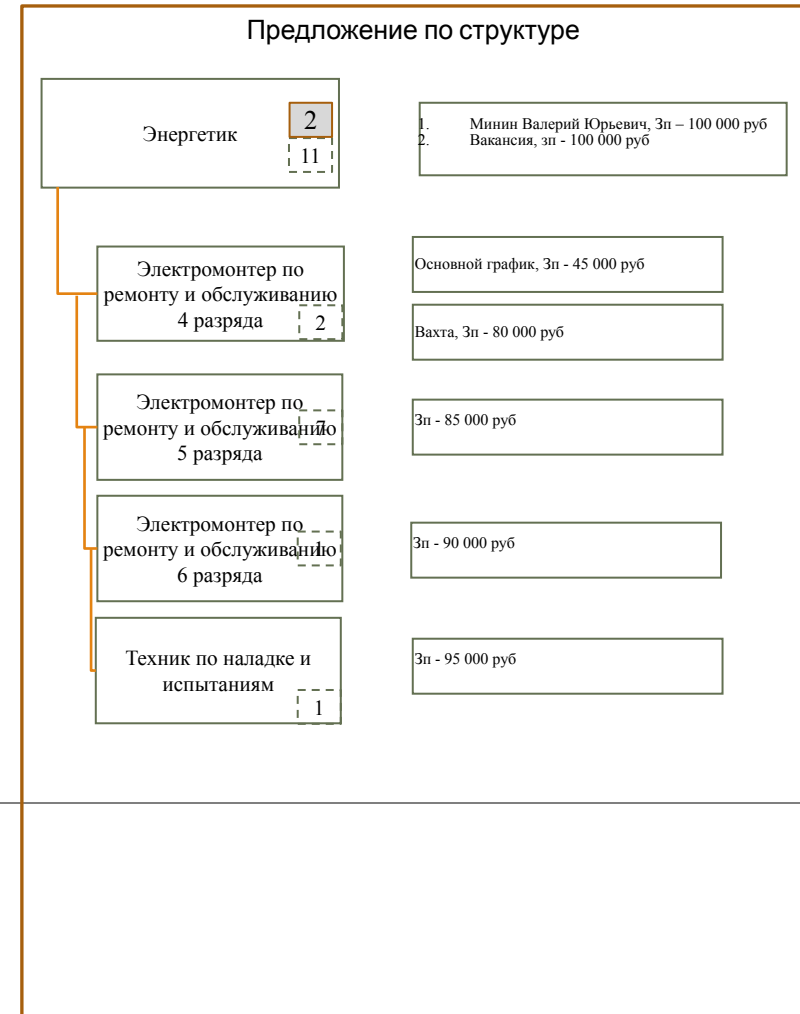 Предложение по структуре
Энергетик
2
11
1. Минин Валерий Юрьевич, Зп – 100 000 руб
2. Вакансия, зп - 100 000 руб
Электромонтер по
ремонту и обслуживанию
4 разряда
2
Основной график, Зп - 45 000 руб
Вахта, Зп - 80 000 руб
Электромонтер по
ремонту и обслуживанию
5 разряда
7
Зп - 85 000 руб
Электромонтер по
ремонту и обслуживанию
6 разряда
1
Зп - 90 000 руб
Техник по наладке и
испытаниям
1
Зп - 95 000 руб